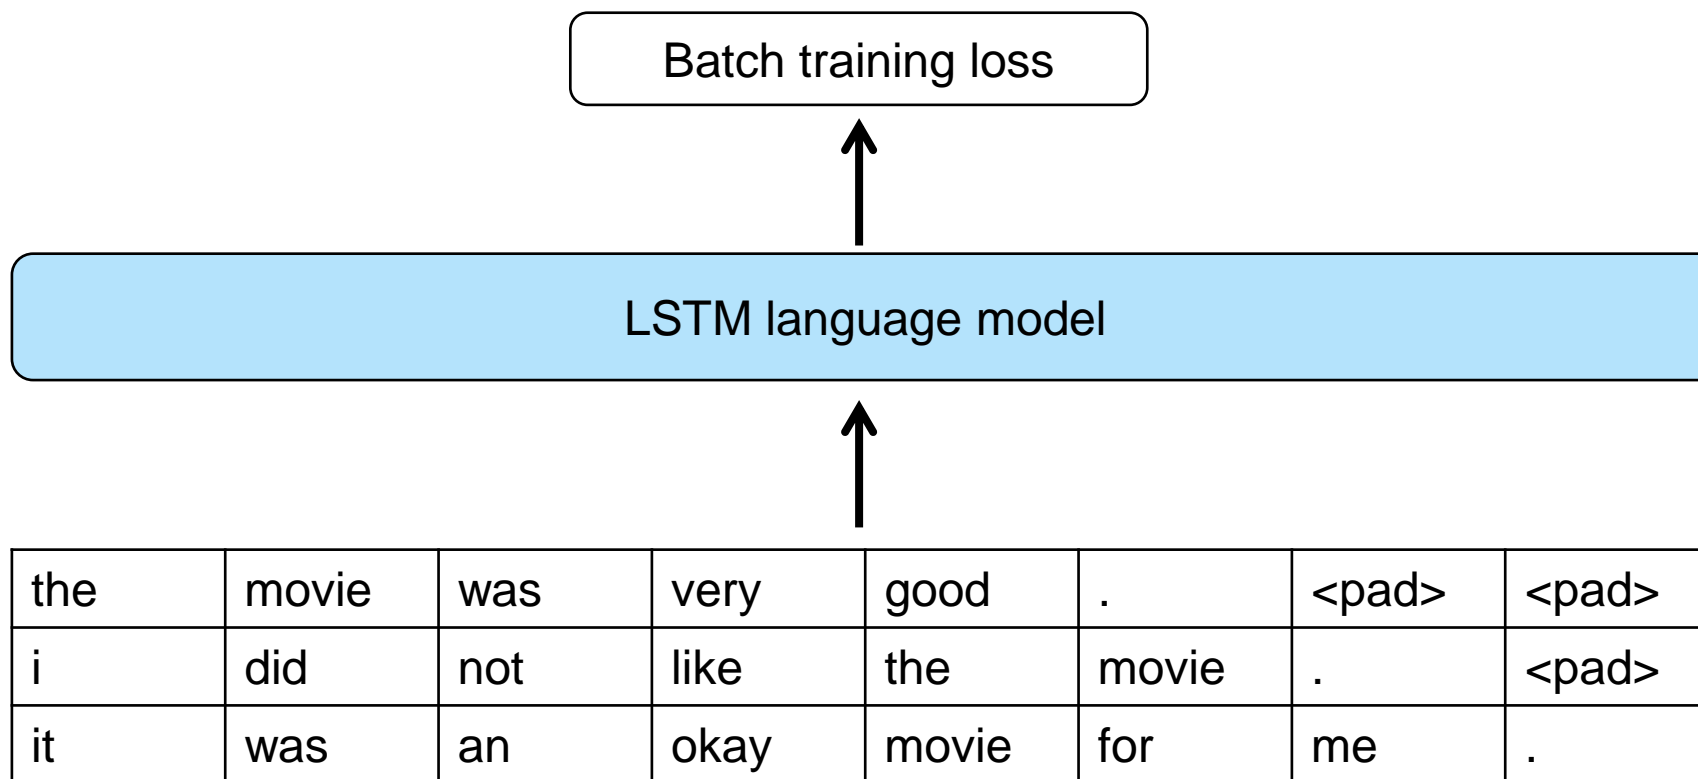 Batch training loss
LSTM language model
the movie was very good . <pad> <pad>
i did not like the movie . <pad>
it was an okay movie for me .